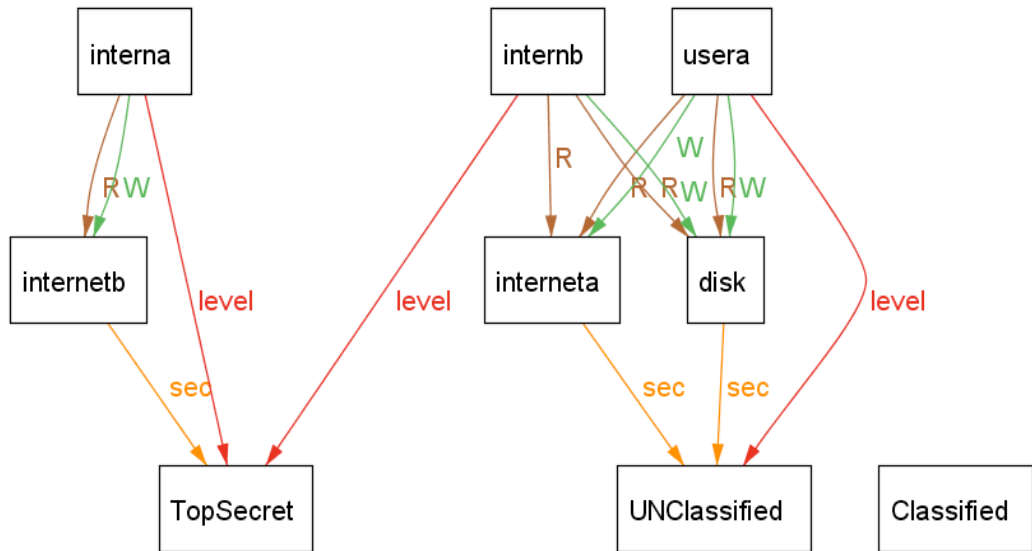 interna
internb
usera
W
R
R
W
R
R
W
R
W
internetb
interneta
disk
level
level
level
sec
sec
sec
TopSecret
UNClassified
Classified